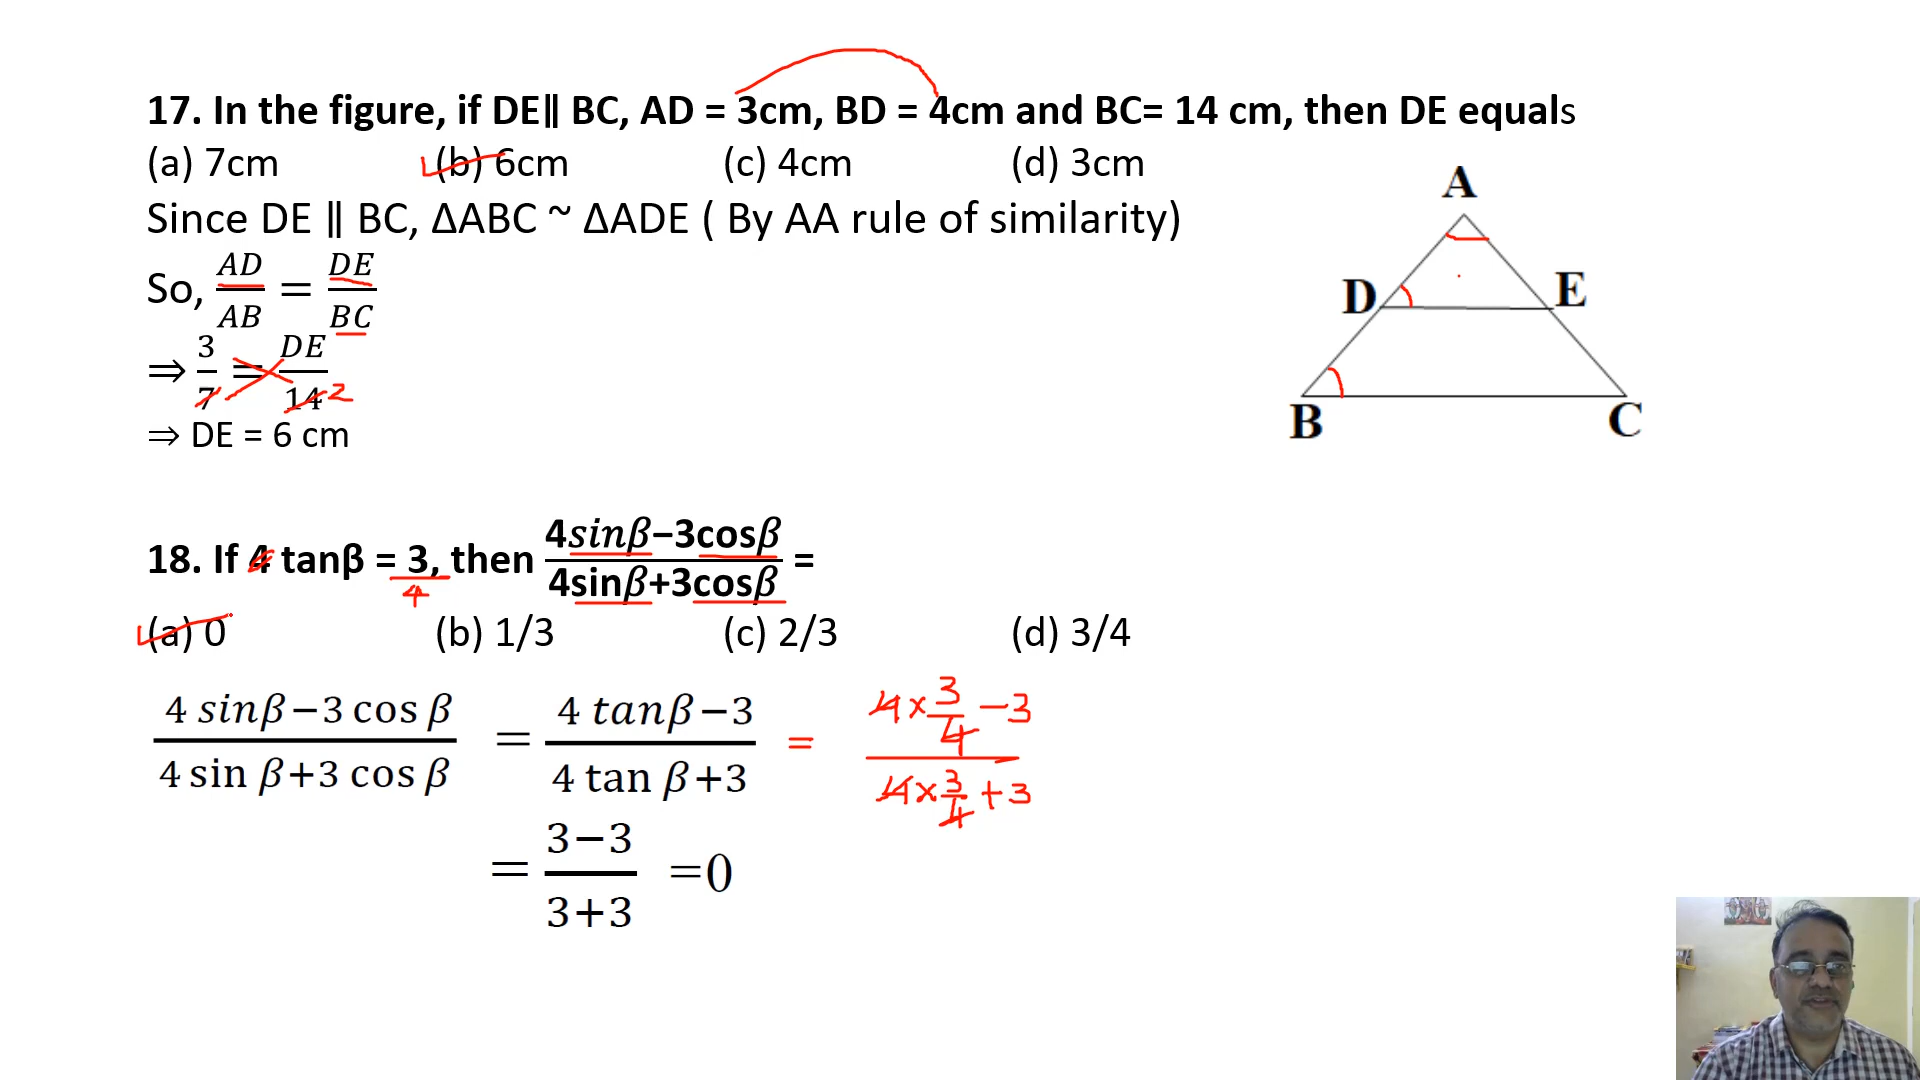 17. In the figure, if DE∥ BC, AD = 3cm, BD = 4cm and BC= 14 cm, then DE equals
(a) 7cm (b) 6cm (c) 4cm (d) 3cm
Since DE ∥ BC, ΔABC ~ ΔADE ( By AA rule of similarity)
So, AD/AB = DE/BC
⇒ 3/7 = DE/14 2
⇒ DE = 6 cm
A
D
E
B
C
18. If 4 tanβ = 3, then (4sinβ−3cosβ)/(4sinβ+3cosβ) =
4
(a) 0 (b) 1/3 (c) 2/3 (d) 3/4
(4 sinβ−3 cos β)/(4 sin β+3 cos β) = (4 tanβ−3)/(4 tan β+3) = (4×3/4−3)/(4×3/4+3)
= (3−3)/(3+3) =0